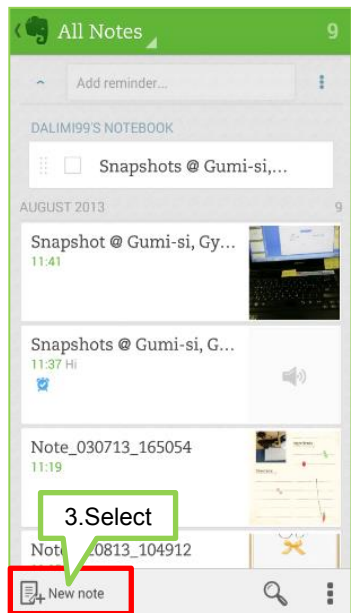 All Notes
9
Add reminder...
DALIMI99'S NOTEBOOK
Snapshots @ Gumi-si,...
AUGUST 2013
9
Snapshot @ Gumi-si, Gy...
11:41
Snapshots @ Gumi-si, G...
11:37 Hi
Note_030713_165054
11:19
3.Select
0813_104912
New note